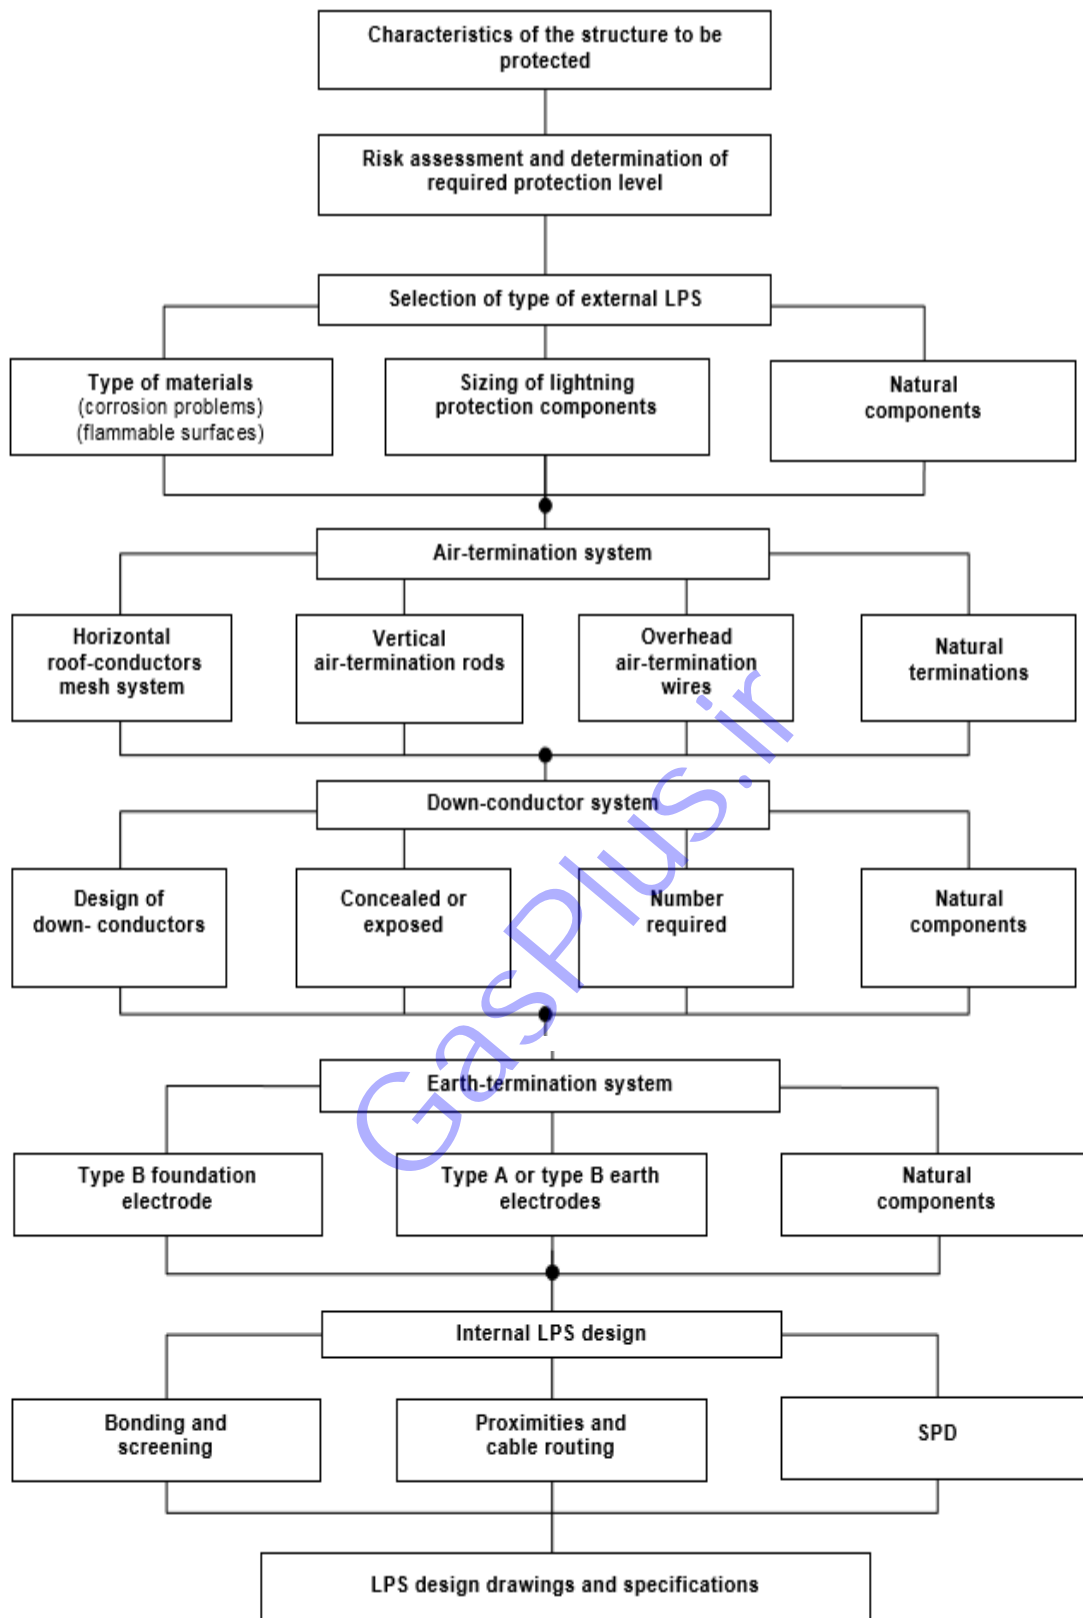 Characteristics of the structure to be
protected
Risk assessment and determination of
required protection level
Selection of type of external LPS
Type of materials
(corrosion problems)
(flammable surfaces)
Sizing of lightning
protection components
Natural
components
Air-termination system
Horizontal
roof-conductors
mesh system
Vertical
air-termination rods
Overhead
air-termination
wires
Natural
terminations
Down-conductor system
Design of
down- conductors
Concealed or
exposed
Number
required
Natural
components
Earth-termination system
Type B foundation
electrode
Type A or type B earth
electrodes
Natural
components
Internal LPS design
Bonding and
screening
Proximities and
cable routing
SPD
LPS design drawings and specifications
GasPlus.ir